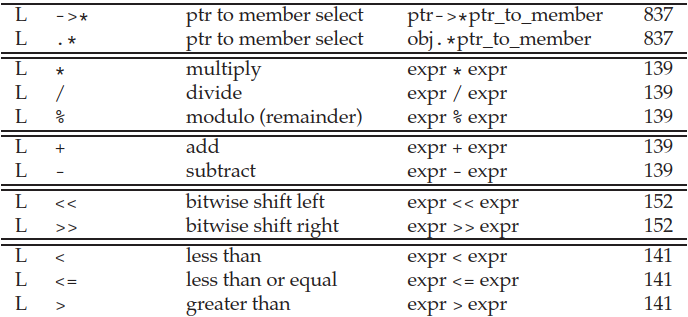 L ->* ptr to member select ptr->*ptr_to_member 837
L .* ptr to member select obj.*ptr_to_member 837
L * multiply expr * expr 139
L / divide expr / expr 139
L % modulo (remainder) expr % expr 139
L + add expr + expr 139
L - subtract expr - expr 139
L << bitwise shift left expr << expr 152
L >> bitwise shift right expr >> expr 152
L < less than expr < expr 141
L <= less than or equal expr <= expr 141
L > greater than expr > expr 141